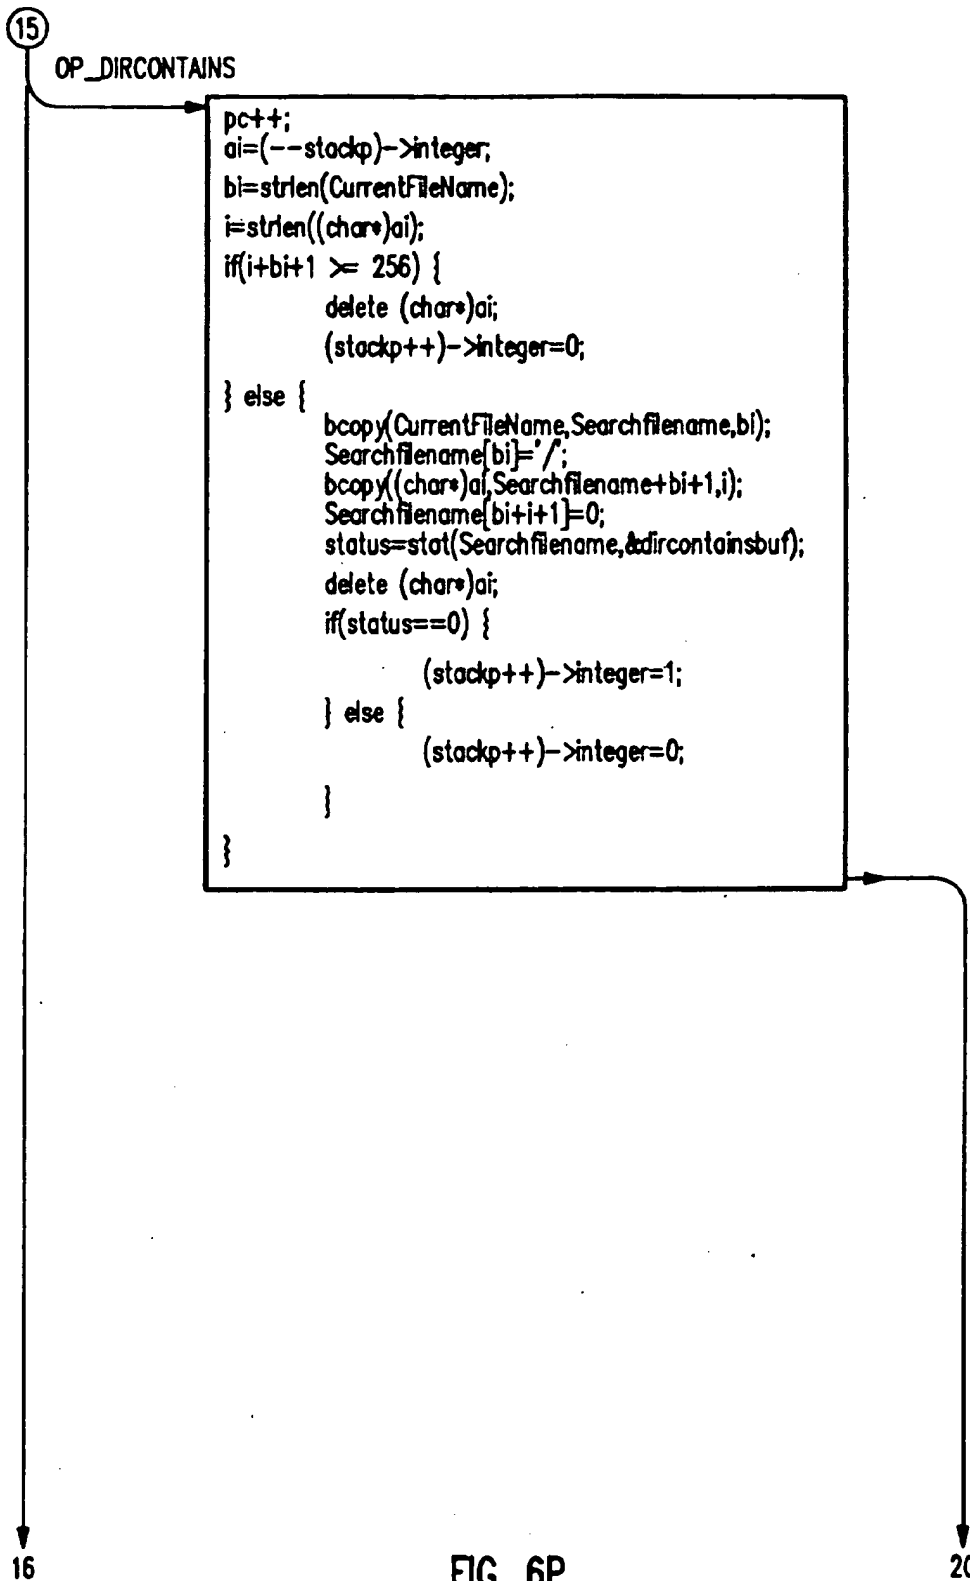 15
OP_DIRCONTAINS
pc++;
ai=(--stackp)->integer;
bi=strlen(CurrentFileName);
i=strlen((char*)ai);
if(i+bi+1 >= 256) {
delete (char*)ai;
(stackp++)->integer=0;
} else {
bcopy(CurrentFileName,Searchfilename,bi);
Searchfilename[bi]='/';
bcopy((char*)ai,Searchfilename+bi+1,i);
Searchfilename[bi+i+1]=0;
status=stat(Searchfilename,&dircontainsbuf);
delete (char*)ai;
if(status==0) {
(stackp++)->integer=1;
} else {
(stackp++)->integer=0;
}
}
16
FIG. 6P
20